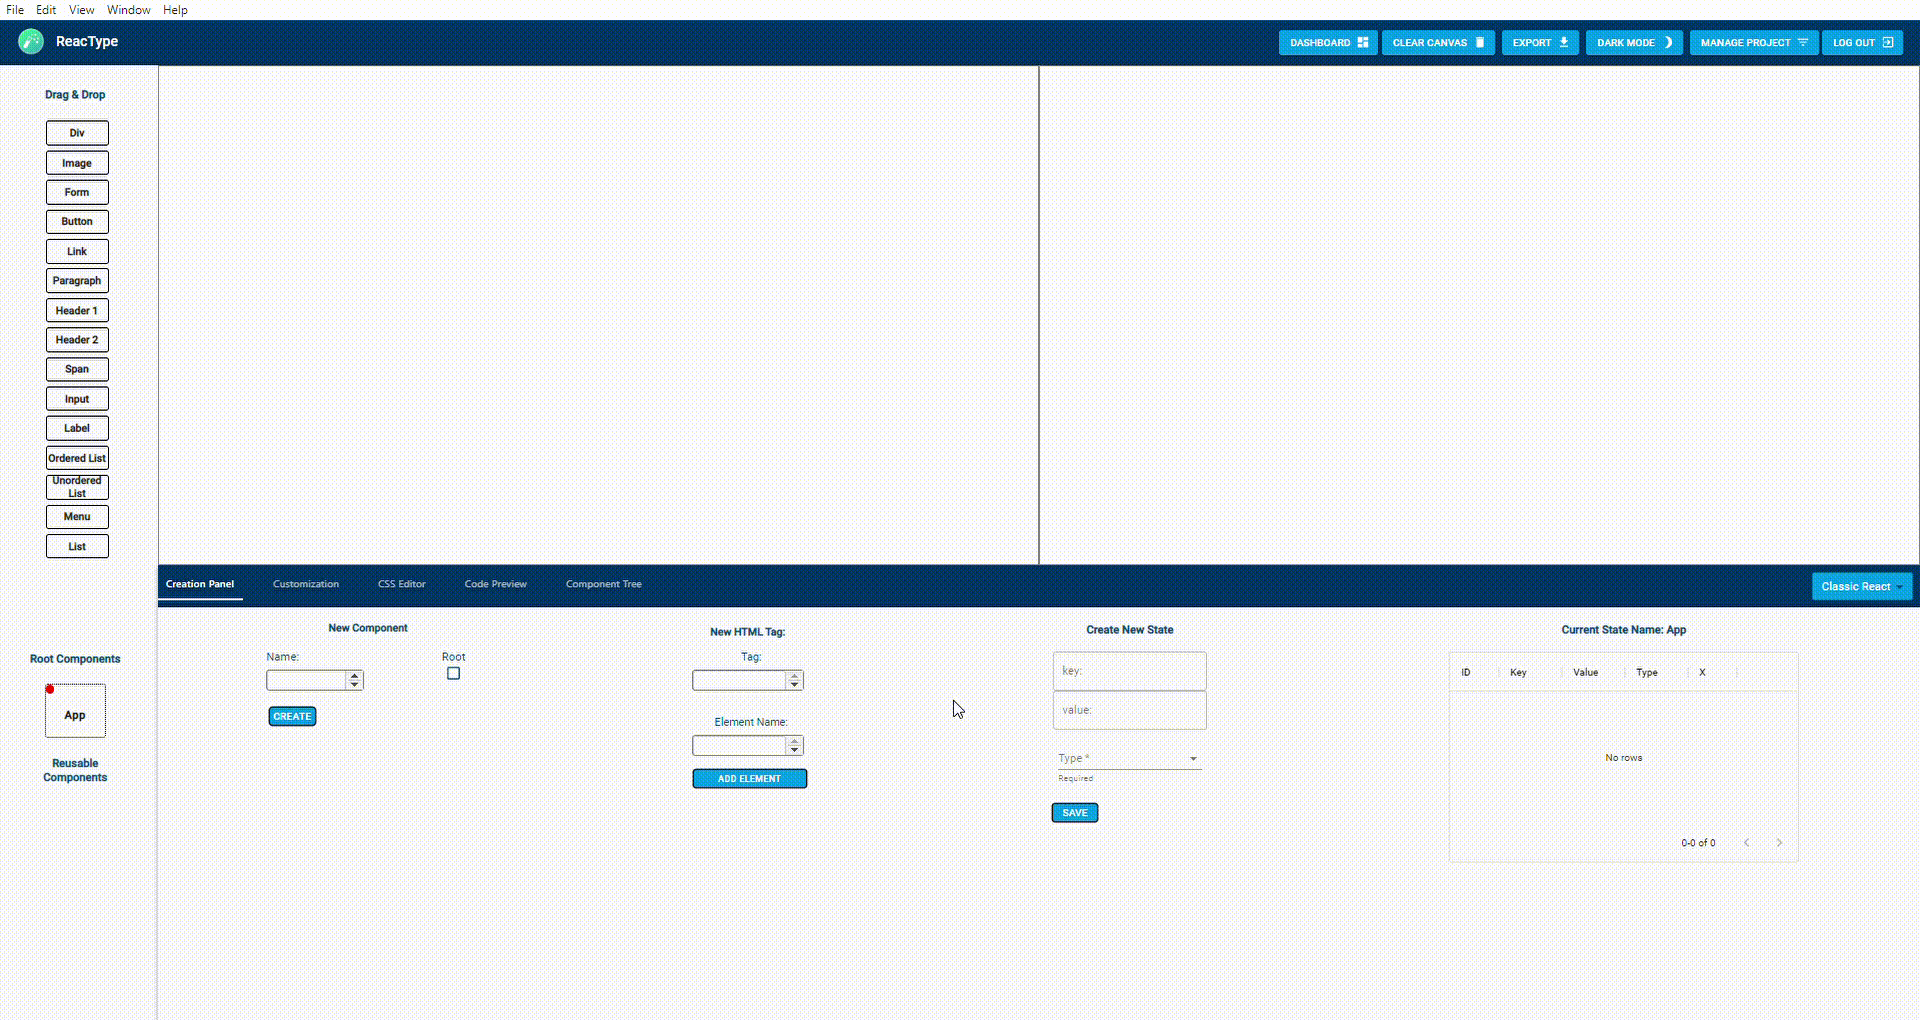 File Edit View Window Help
ReacType
DASHBOARD CLEAR CANVAS EXPORT DARK MODE MANAGE PROJECT LOG OUT
Drag & Drop
Div
Image
Form
Button
Link
Paragraph
Header 1
Header 2
Span
Input
Label
Ordered List
Unordered
List
Menu
List
Root Components
App
Reusable
Components
Creation Panel Customization CSS Editor Code Preview Component Tree Classic React
New Component
Name: Root
CREATE
New HTML Tag:
Tag:
Element Name:
ADD ELEMENT
Create New State
key:
value:
Type *
Required
SAVE
Current State Name: App
ID Key Value Type X
No rows
0-0 of 0